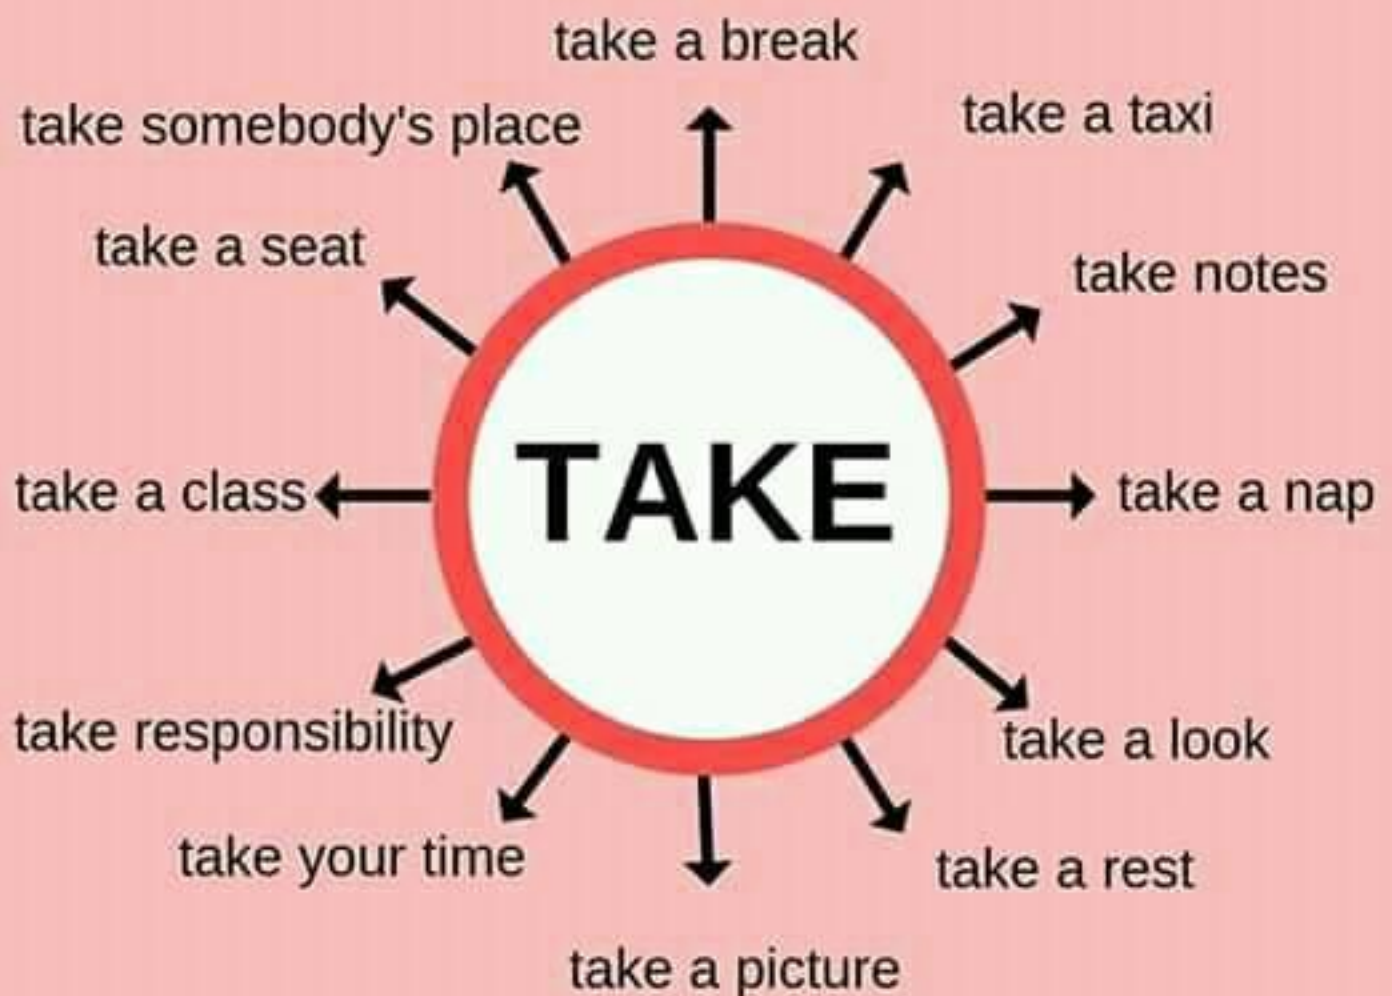 take a break
take a taxi
take somebody's place
take a seat
take notes
TAKE
take a class
take a nap
take responsibility
take a look
take your time
take a rest
take a picture